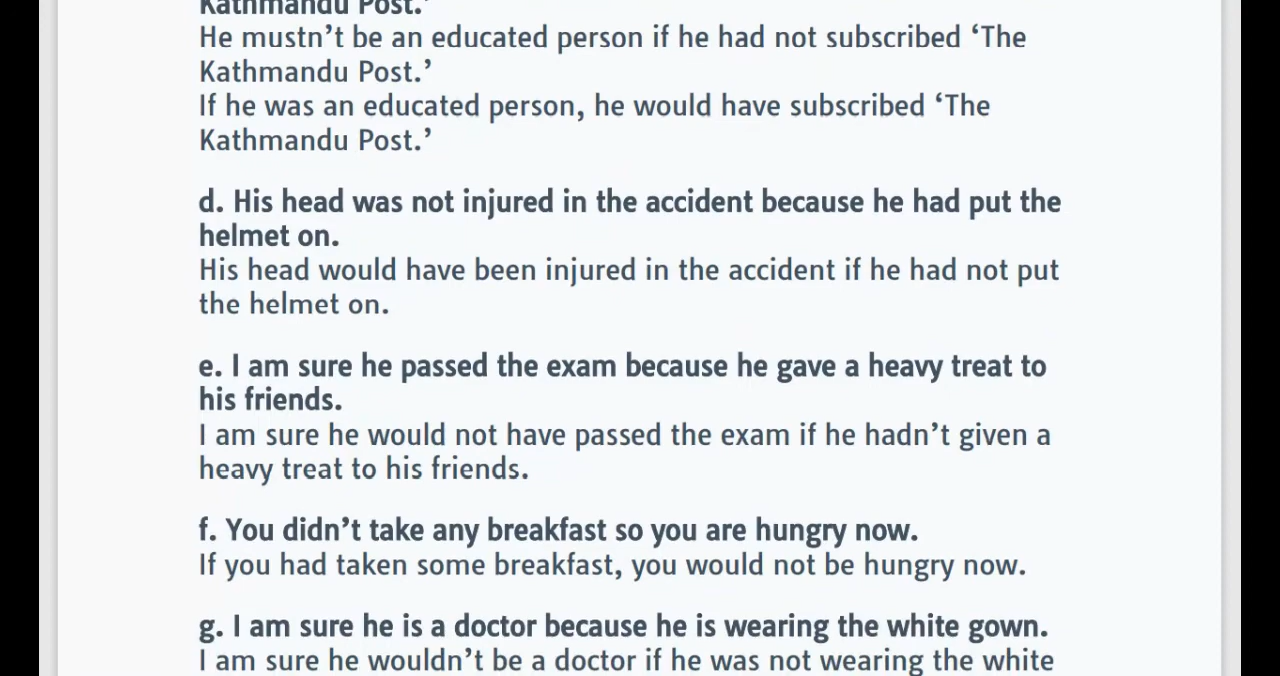 Kathmandu Post.’
He mustn’t be an educated person if he had not subscribed ‘The
Kathmandu Post.’
If he was an educated person, he would have subscribed ‘The
Kathmandu Post.’
d. His head was not injured in the accident because he had put the
helmet on.
His head would have been injured in the accident if he had not put
the helmet on.
e. I am sure he passed the exam because he gave a heavy treat to
his friends.
I am sure he would not have passed the exam if he hadn’t given a
heavy treat to his friends.
f. You didn’t take any breakfast so you are hungry now.
If you had taken some breakfast, you would not be hungry now.
g. I am sure he is a doctor because he is wearing the white gown.
I am sure he wouldn’t be a doctor if he was not wearing the white